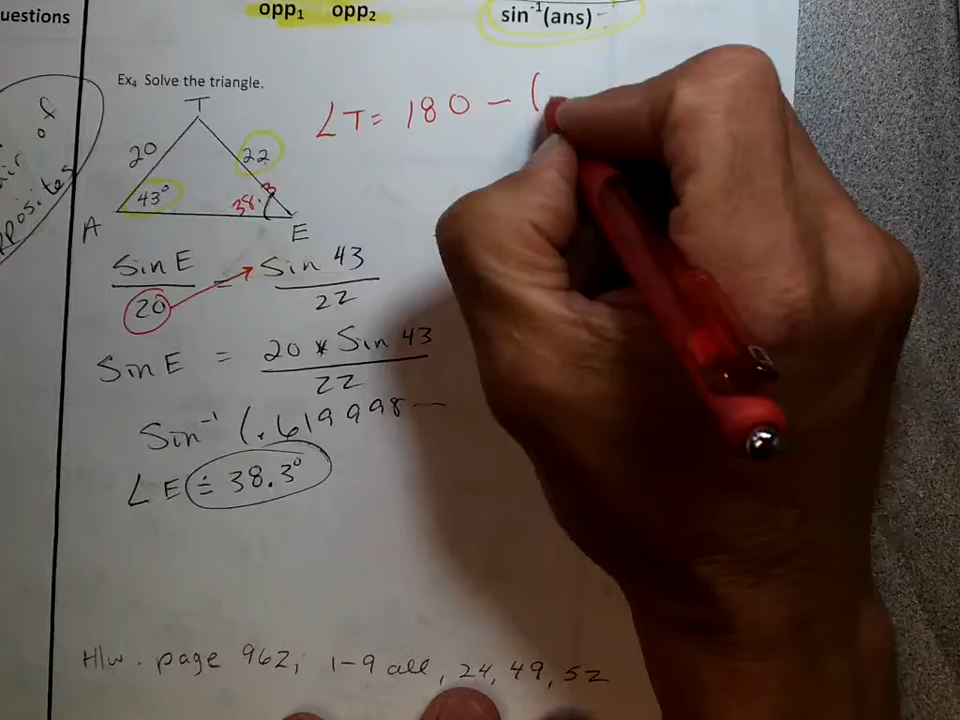 uestions
opp₁ opp₂
sin⁻¹(ans)
Ex₄ Solve the triangle.
T
∠T = 180 - (
of
20
22
opposites
43°
38.3
A
E
Sin E = Sin 43
20 22
Sin E = 20 * Sin 43
22
Sin⁻¹ (.619998---
∠E ≐ 38.3°
H/w. page 962; 1-9 all, 24, 49, 52